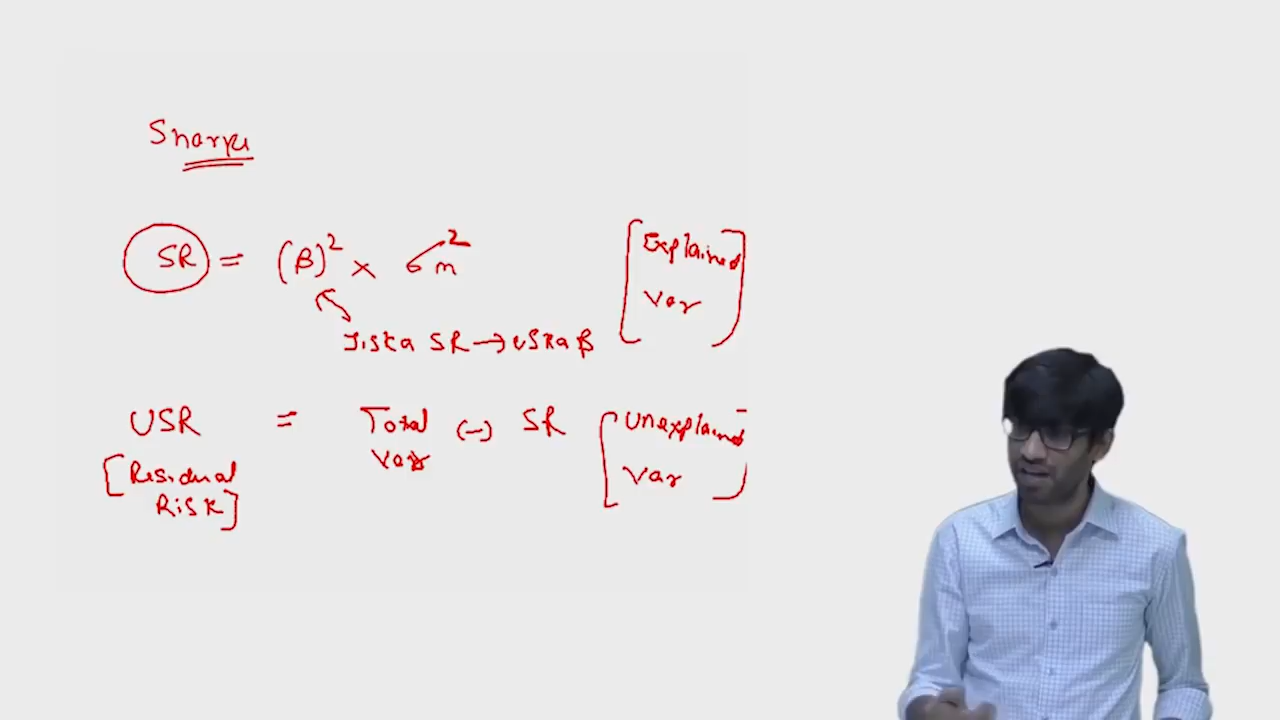 Sharpe
SR = (β)² × σm² [Explained
var]
Jiska SR → uska β
USR = Total (-) SR [Unexplained
var var]
[Residual
Risk]